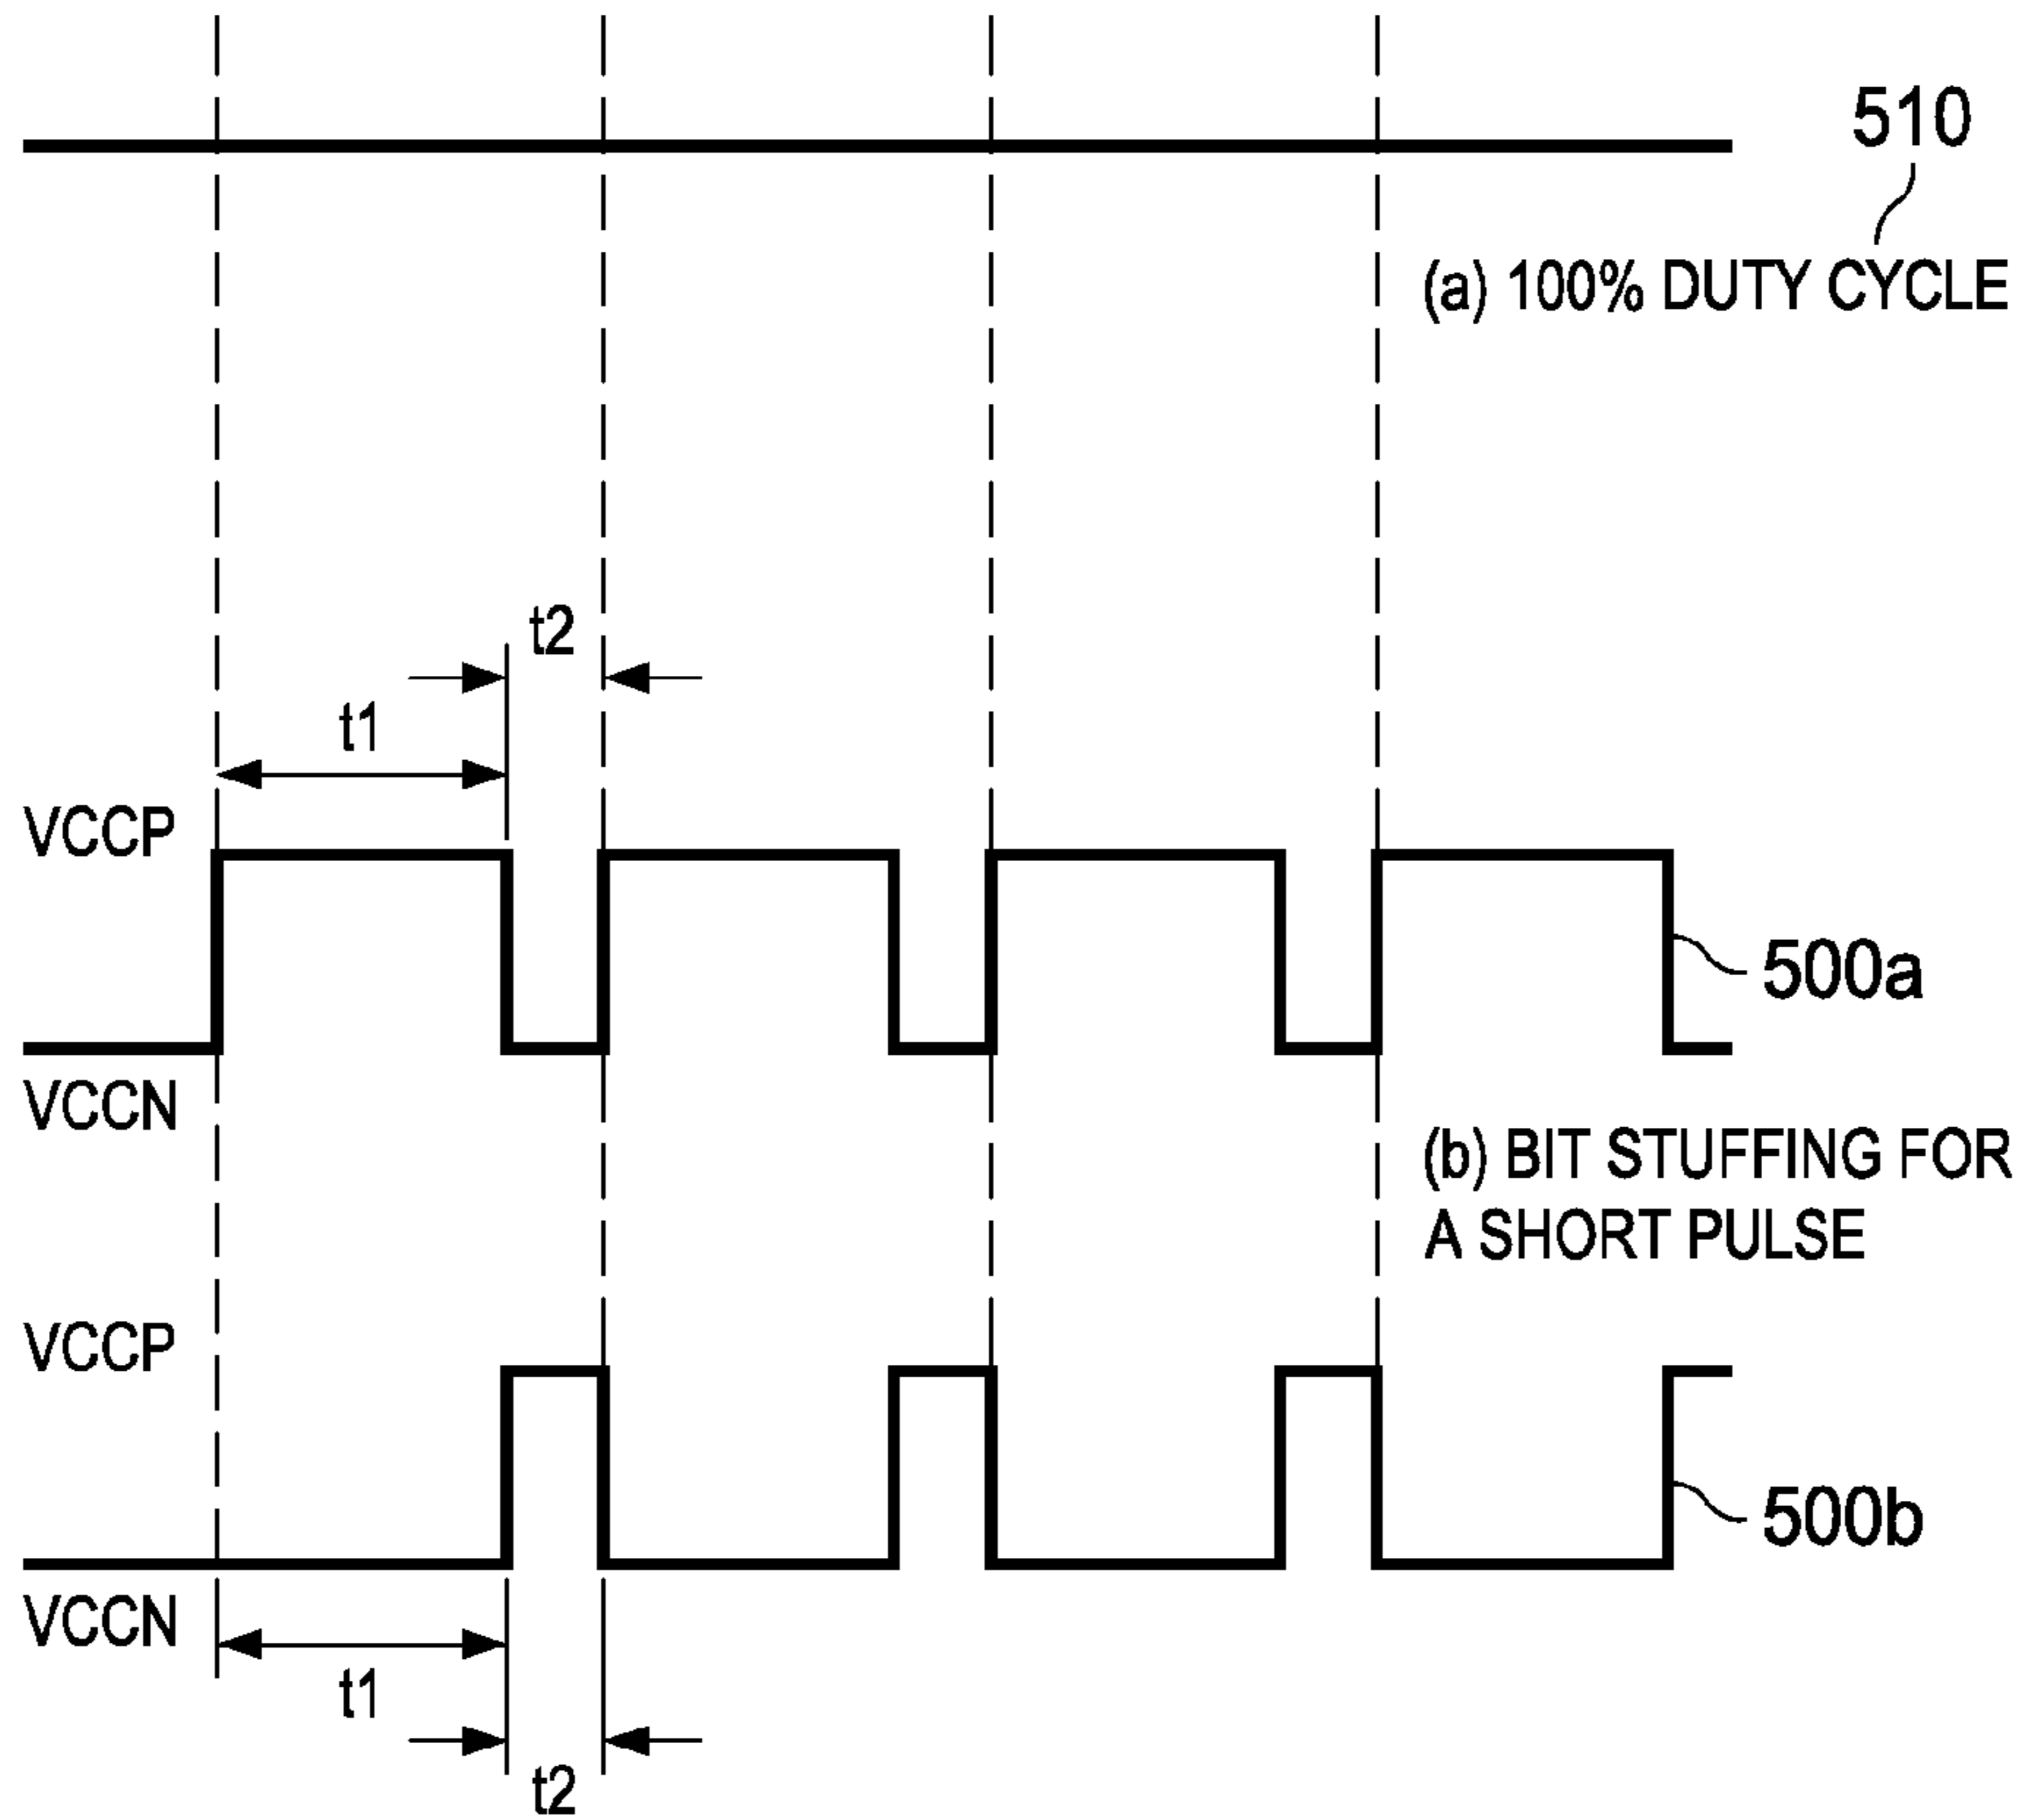 510
(a) 100% DUTY CYCLE
t2
t1
VCCP
500a
VCCN
(b) BIT STUFFING FOR
A SHORT PULSE
VCCP
500b
VCCN
t1
t2